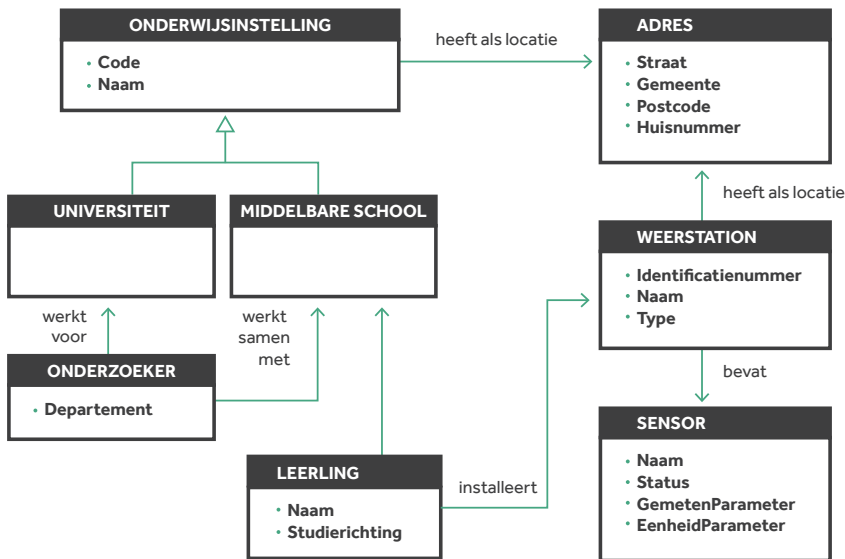 ONDERWIJSINSTELLING
• Code
• Naam
heeft als locatie
ADRES
• Straat
• Gemeente
• Postcode
• Huisnummer
heeft als locatie
UNIVERSITEIT
MIDDELBARE SCHOOL
WEERSTATION
• Identificatienummer
• Naam
• Type
werkt
voor
werkt
samen
met
bevat
ONDERZOEKER
• Departement
SENSOR
• Naam
• Status
• GemetenParameter
• EenheidParameter
LEERLING
• Naam
• Studierichting
installeert